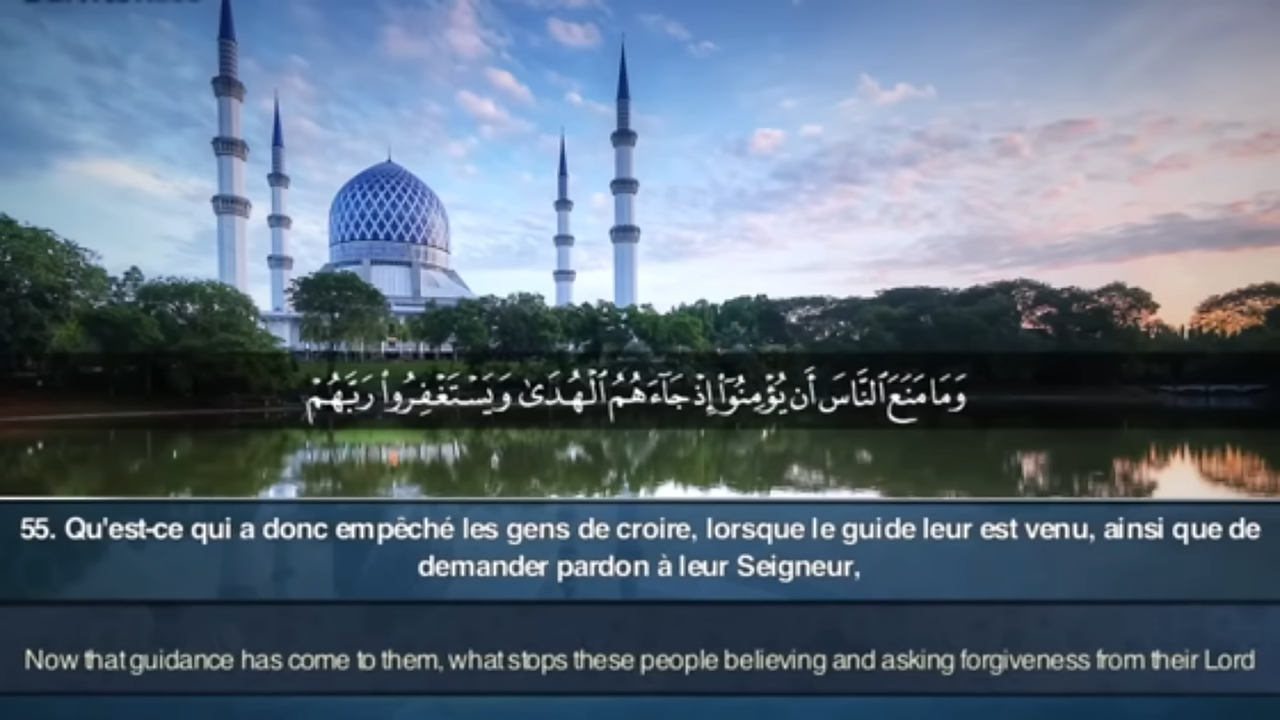 وَمَا مَنَعَ ٱلنَّاسَ أَن يُؤْمِنُوٓا۟ إِذْ جَآءَهُمُ ٱلْهُدَىٰ وَيَسْتَغْفِرُوا۟ رَبَّهُمْ
55. Qu'est-ce qui a donc empêché les gens de croire, lorsque le guide leur est venu, ainsi que de
demander pardon à leur Seigneur,
Now that guidance has come to them, what stops these people believing and asking forgiveness from their Lord